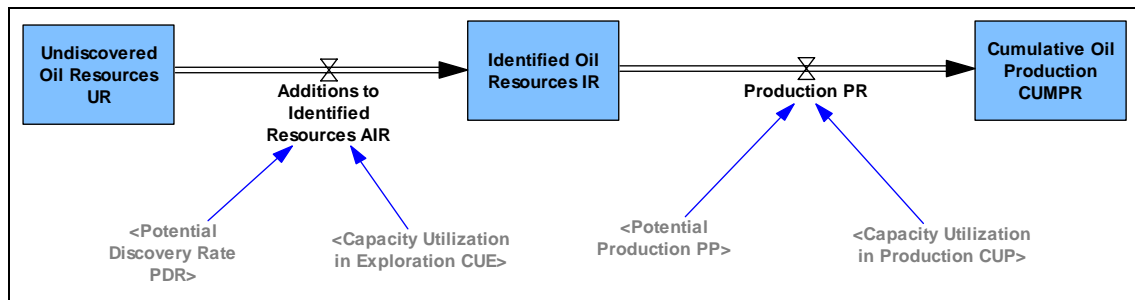 Undiscovered
Oil Resources
UR
Additions to
Identified
Resources AIR
Identified Oil
Resources IR
Production PR
Cumulative Oil
Production
CUMPR
<Potential
Discovery Rate
PDR>
<Capacity Utilization
in Exploration CUE>
<Potential
Production PP>
<Capacity Utilization
in Production CUP>